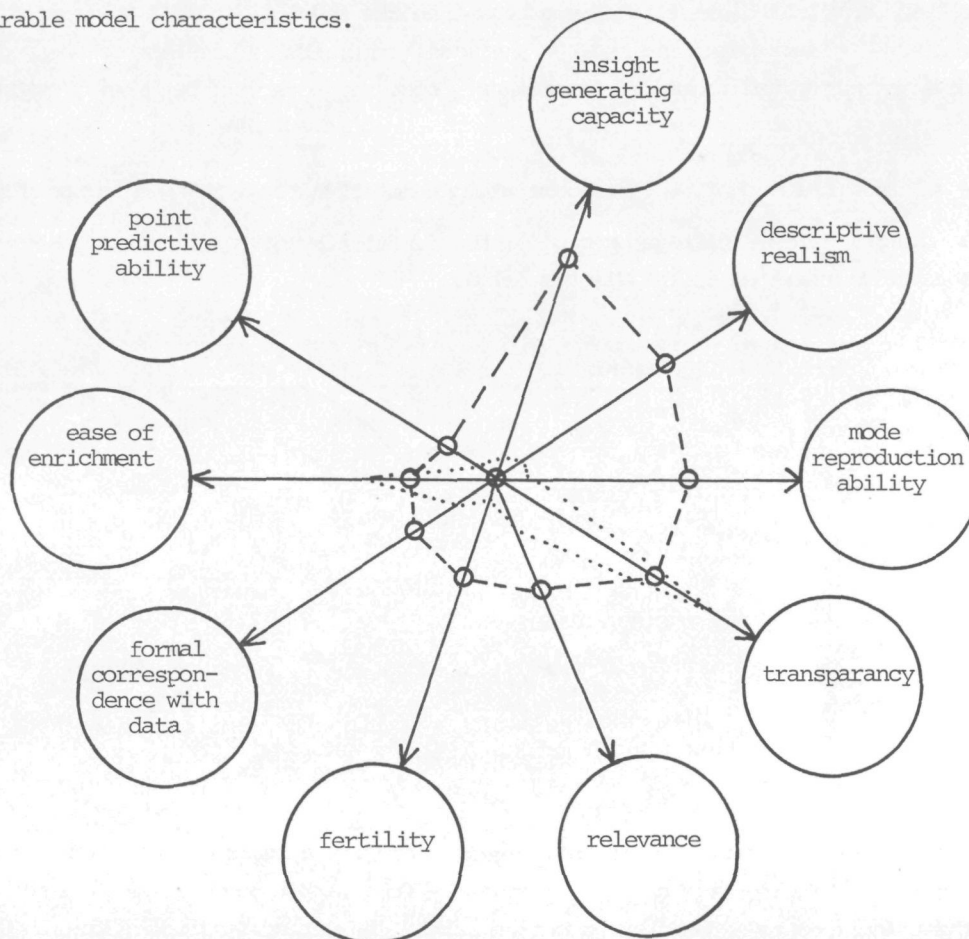 rable model characteristics.
insight
generating
capacity
point
predictive
ability
descriptive
realism
ease of
enrichment
mode
reproduction
ability
formal
correspon-
dence with
data
transparancy
fertility
relevance